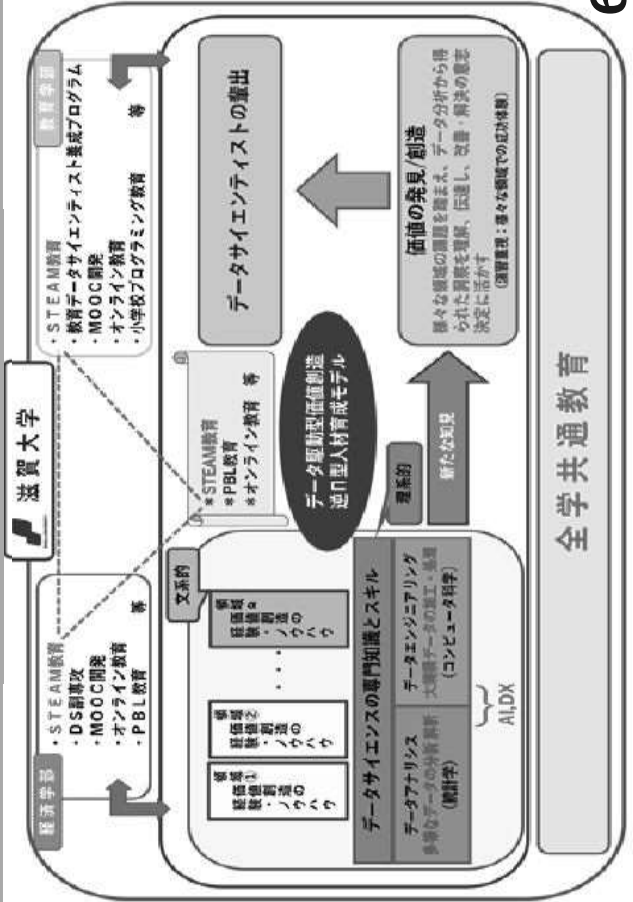 滋賀大学
経済学部
・STEAM教育
・DS副専攻
・MOOC開発
・オンライン教育
・PBL教育 等
教育学部
・STEAM教育
・教育データサイエンティスト養成プログラム
・MOOC開発
・オンライン教育
・小学校プログラミング教育 等
文系的
領域①
価値創造の
経験・ノウハウ
領域②
価値創造の
経験・ノウハウ
・・・
領域n
価値創造の
経験・ノウハウ
データサイエンスの専門知識とスキル
データアナリシス
多様なデータの分析 解析
(統計学)
データエンジニアリング
大規模データの加工・処理
(コンピュータ科学)
AI,DX
理系的
*STEAM教育
*PBL教育
*オンライン教育 等
データ駆動型価値創造
逆Π型人材育成モデル
新たな知見
データサイエンティストの輩出
価値の発見/創造
様々な領域の課題を踏まえ、データ分析から得
られた洞察を理解、伝達し、改善・解決の意志
決定に活かす
(演習重視:様々な領域での成功体験)
全学共通教育